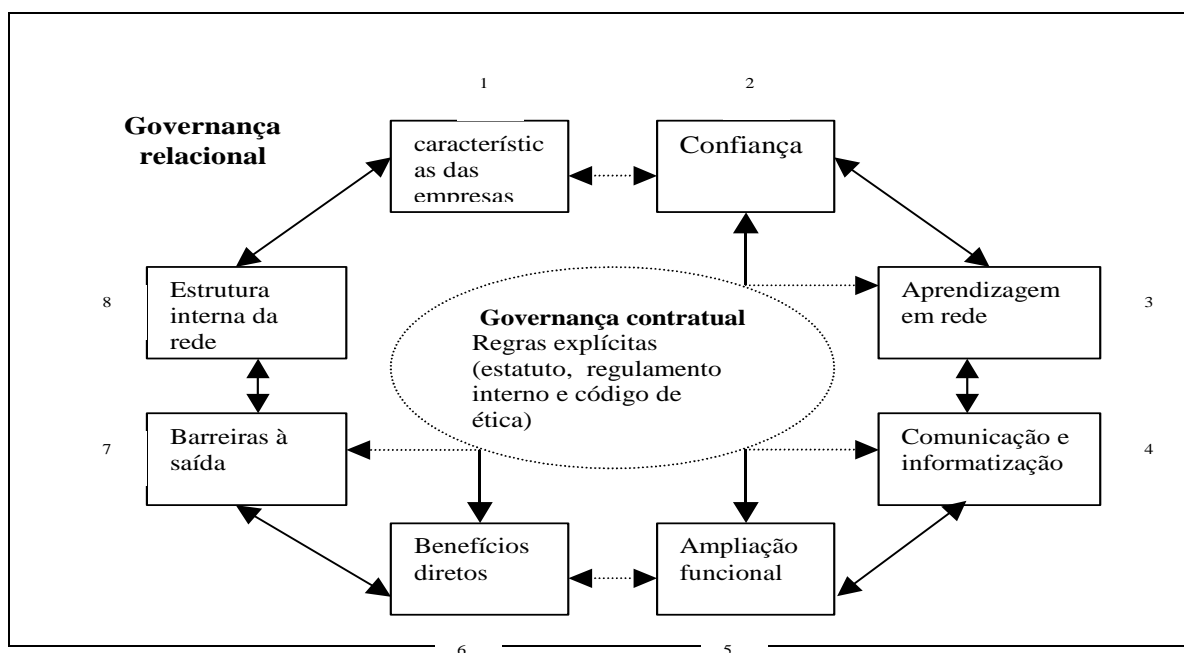 1
2
Governança
relacional
característic
as das
empresas
Confiança
8
Estrutura
interna da
rede
Aprendizagem
em rede
3
Governança contratual
Regras explícitas
(estatuto, regulamento
interno e código de
ética)
7
Barreiras à
saída
Comunicação e
informatização
4
Benefícios
diretos
Ampliação
funcional
6
5